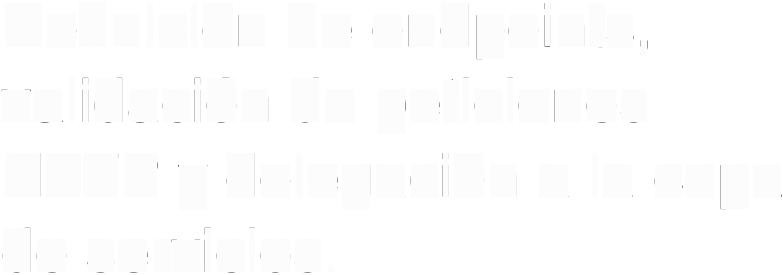 Definición de endpoints,
validación de peticiones
HTTP y delegación a la capa
de servicios.